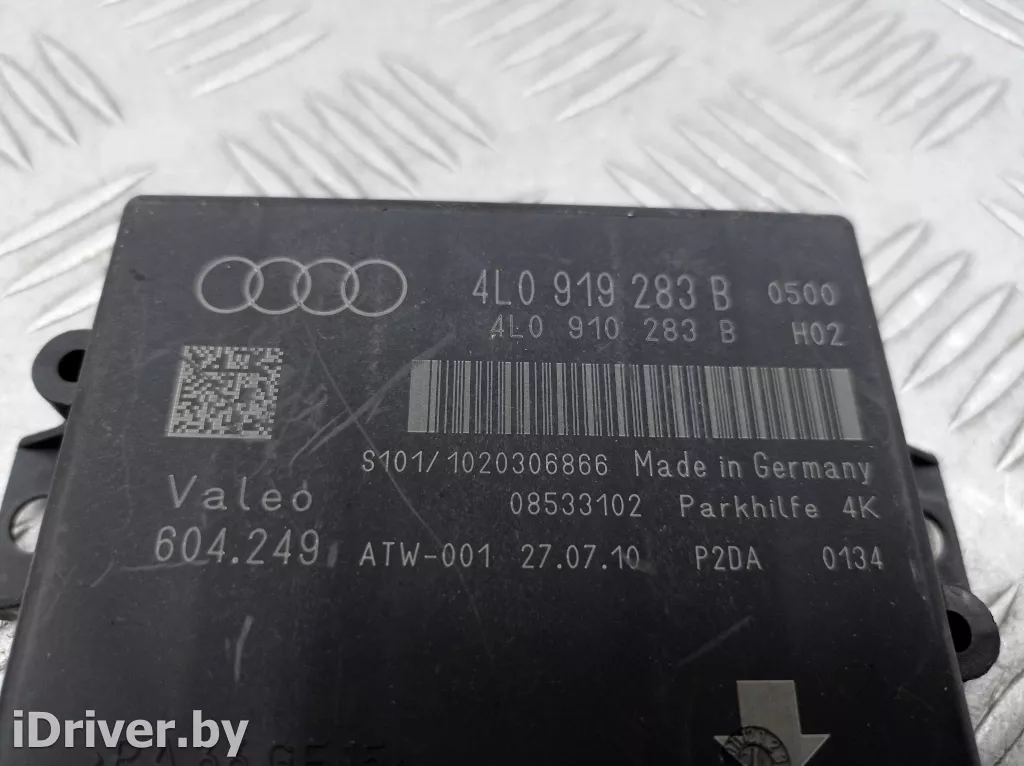 4L0 919 283 B 0500
4L0 910 283 B H02
S101/1020306866 Made in Germany
Valeo 08533102 Parkhilfe 4K
604.249 ATW-001 27.07.10 P2DA 0134
iDriver.by